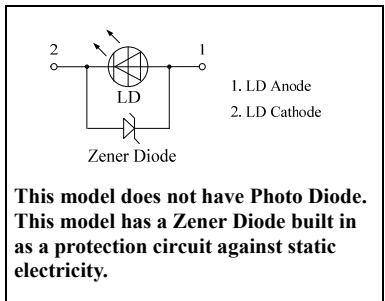 2 1
LD
1. LD Anode
2. LD Cathode
Zener Diode
This model does not have Photo Diode.
This model has a Zener Diode built in
as a protection circuit against static
electricity.